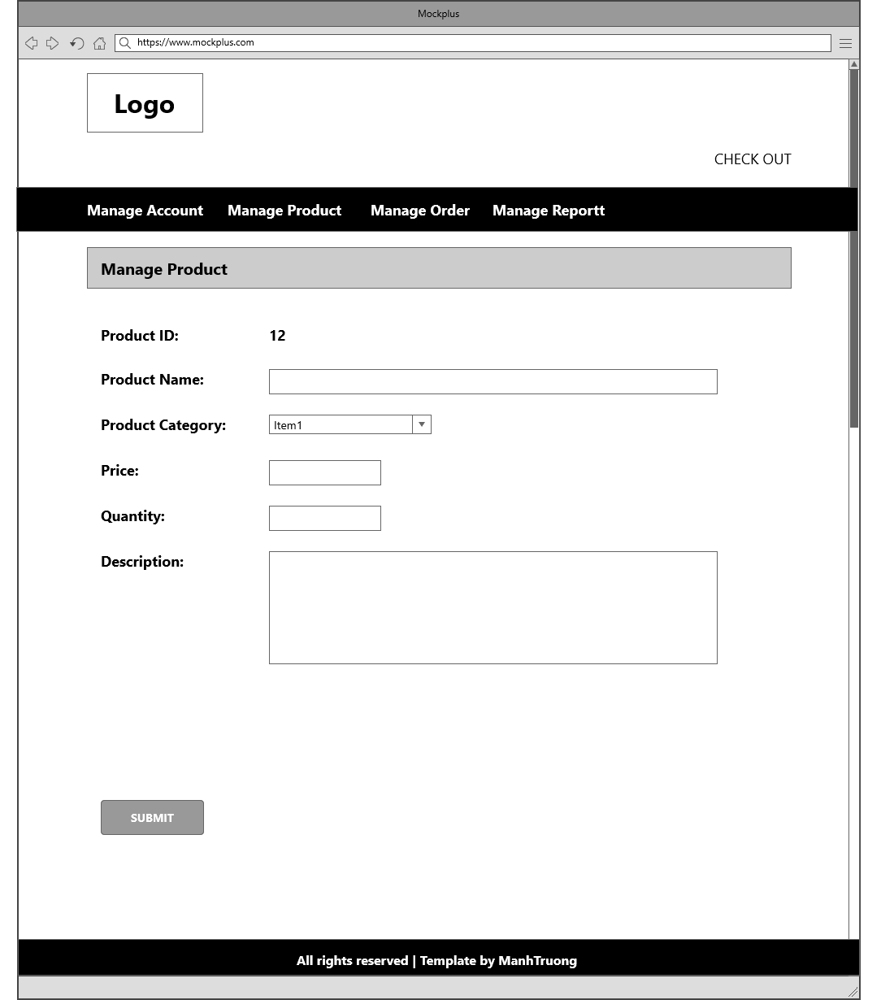 Mockplus
https://www.mockplus.com
Logo
CHECK OUT
Manage Account Manage Product Manage Order Manage Reportt
Manage Product
Product ID: 12
Product Name:
Product Category: Item1
Price:
Quantity:
Description:
SUBMIT
All rights reserved | Template by ManhTruong